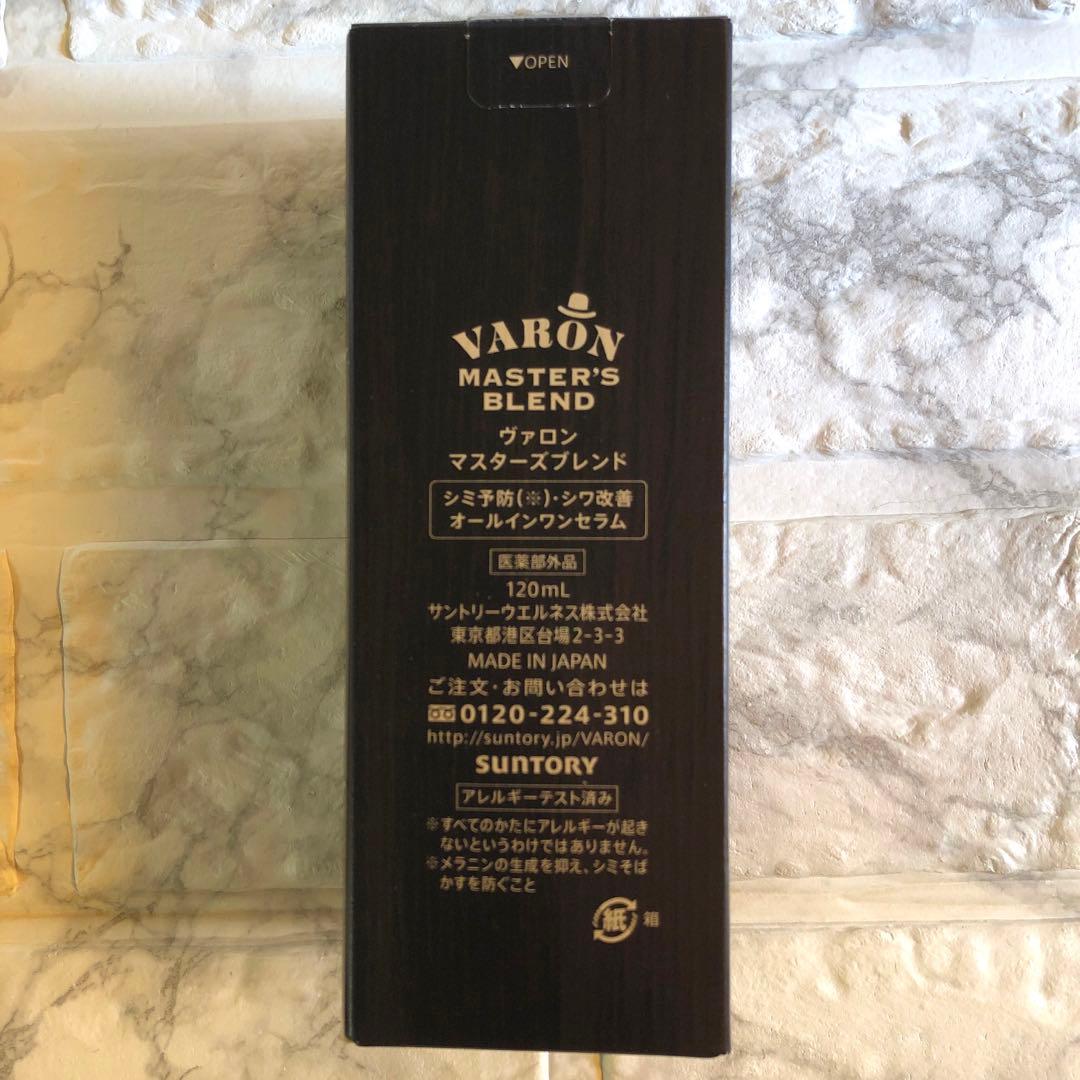 ▼OPEN
VARON
MASTER'S
BLEND
ヴァロン
マスターズブレンド
シミ予防(※)・シワ改善
オールインワンセラム
医薬部外品
120mL
サントリーウエルネス株式会社
東京都港区台場2-3-3
MADE IN JAPAN
ご注文・お問い合わせは
0120-224-310
http://suntory.jp/VARON/
SUNTORY
アレルギーテスト済み
※すべてのかたにアレルギーが起き
ないというわけではありません。
※メラニンの生成を抑え、シミそば
かすを防ぐこと
紙 箱